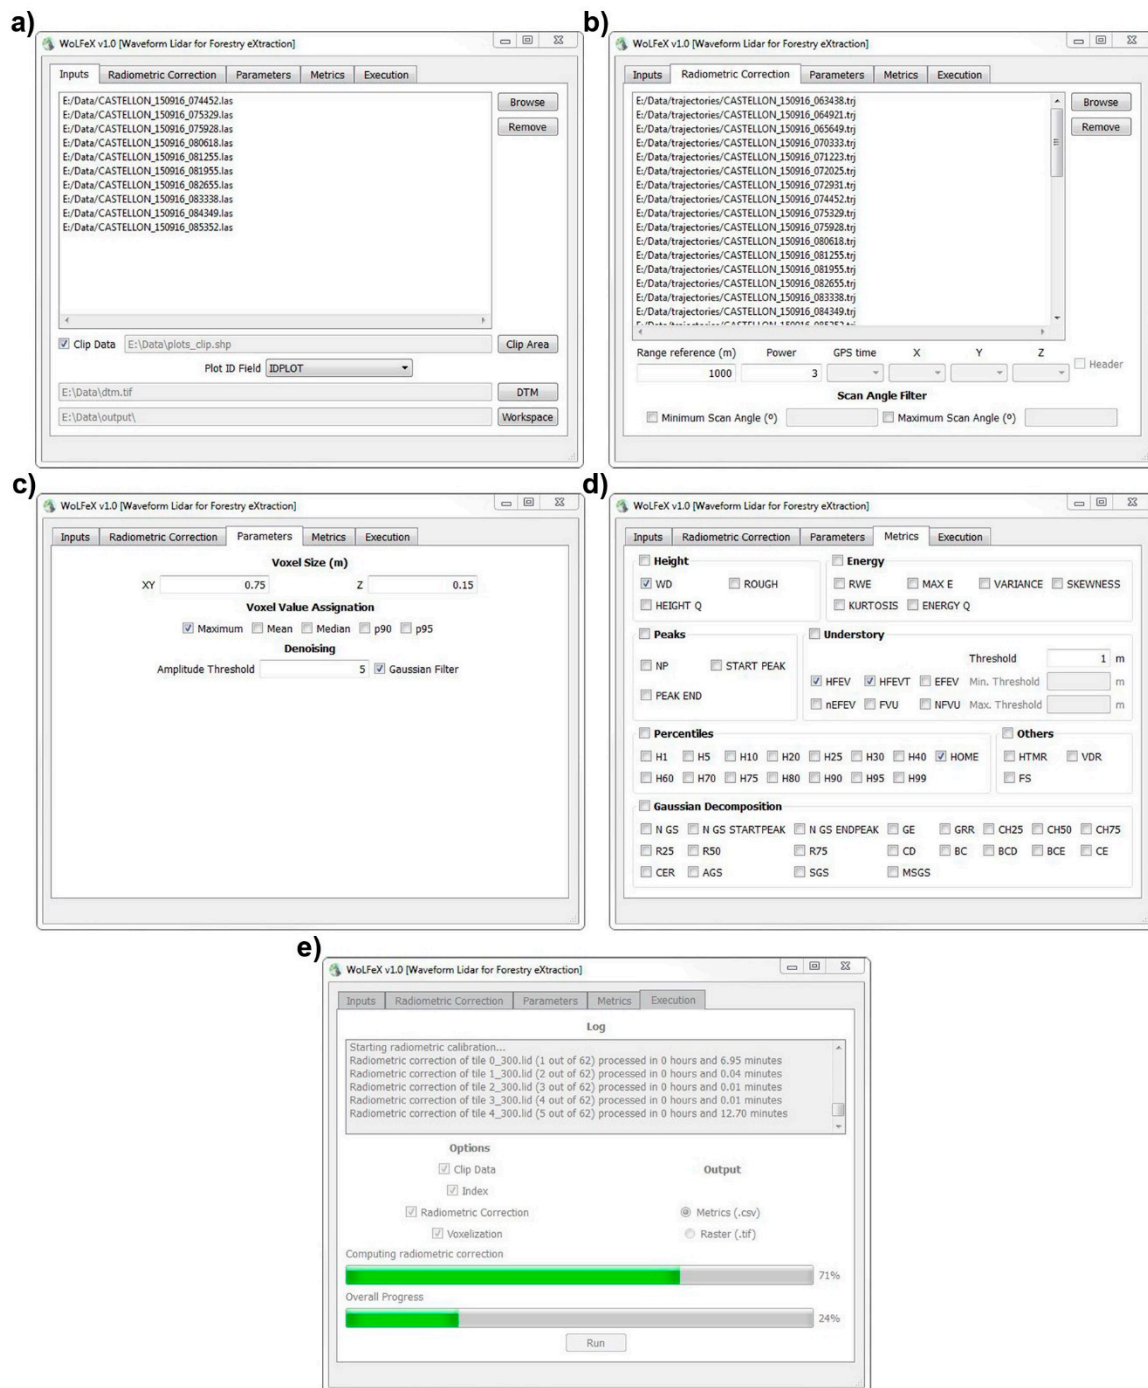 a)
WoLFeX v1.0 [Waveform Lidar for Forestry eXtraction]
Inputs Radiometric Correction Parameters Metrics Execution
E:/Data/CASTELLON_150916_074452.las
E:/Data/CASTELLON_150916_075329.las
E:/Data/CASTELLON_150916_075928.las
E:/Data/CASTELLON_150916_080618.las
E:/Data/CASTELLON_150916_081255.las
E:/Data/CASTELLON_150916_081955.las
E:/Data/CASTELLON_150916_082655.las
E:/Data/CASTELLON_150916_083338.las
E:/Data/CASTELLON_150916_084349.las
E:/Data/CASTELLON_150916_085352.las
Browse
Remove
Clip Data E:\Data\plots_clip.shp Clip Area
Plot ID Field IDPLOT
E:\Data\dtm.tif DTM
E:\Data\output\ Workspace
b)
WoLFeX v1.0 [Waveform Lidar for Forestry eXtraction]
Inputs Radiometric Correction Parameters Metrics Execution
E:/Data/trajectories/CASTELLON_150916_063438.trj
E:/Data/trajectories/CASTELLON_150916_064921.trj
E:/Data/trajectories/CASTELLON_150916_065649.trj
E:/Data/trajectories/CASTELLON_150916_070333.trj
E:/Data/trajectories/CASTELLON_150916_071223.trj
E:/Data/trajectories/CASTELLON_150916_072025.trj
E:/Data/trajectories/CASTELLON_150916_072931.trj
E:/Data/trajectories/CASTELLON_150916_074452.trj
E:/Data/trajectories/CASTELLON_150916_075329.trj
E:/Data/trajectories/CASTELLON_150916_075928.trj
E:/Data/trajectories/CASTELLON_150916_080618.trj
E:/Data/trajectories/CASTELLON_150916_081255.trj
E:/Data/trajectories/CASTELLON_150916_081955.trj
E:/Data/trajectories/CASTELLON_150916_082655.trj
E:/Data/trajectories/CASTELLON_150916_083338.trj
E:/Data/trajectories/CASTELLON_150916_084349.trj
E:/Data/trajectories/CASTELLON_150916_085352.trj
Browse
Remove
Range reference (m) Power GPS time X Y Z
1000 3 Header
Scan Angle Filter
Minimum Scan Angle (º) Maximum Scan Angle (º)
c)
WoLFeX v1.0 [Waveform Lidar for Forestry eXtraction]
Inputs Radiometric Correction Parameters Metrics Execution
Voxel Size (m)
XY 0.75 Z 0.15
Voxel Value Assignation
Maximum Mean Median p90 p95
Denoising
Amplitude Threshold 5 Gaussian Filter
d)
WoLFeX v1.0 [Waveform Lidar for Forestry eXtraction]
Inputs Radiometric Correction Parameters Metrics Execution
Height
WD ROUGH
HEIGHT Q
Energy
RWE MAX E VARIANCE SKEWNESS
KURTOSIS ENERGY Q
Peaks
NP START PEAK
PEAK END
Understory
Threshold 1 m
HFEV HFEVT EFEV Min. Threshold m
nEFEV FVU NFVU Max. Threshold m
Percentiles
H1 H5 H10 H20 H25 H30 H40 HOME
H60 H70 H75 H80 H90 H95 H99
Others
HTMR VDR
FS
Gaussian Decomposition
N GS N GS STARTPEAK N GS ENDPEAK GE GRR CH25 CH50 CH75
R25 R50 R75 CD BC BCD BCE CE
CER AGS SGS MSGS
e)
WoLFeX v1.0 [Waveform Lidar for Forestry eXtraction]
Inputs Radiometric Correction Parameters Metrics Execution
Log
Starting radiometric calibration...
Radiometric correction of tile 0_300.lid (1 out of 62) processed in 0 hours and 6.95 minutes
Radiometric correction of tile 1_300.lid (2 out of 62) processed in 0 hours and 0.04 minutes
Radiometric correction of tile 2_300.lid (3 out of 62) processed in 0 hours and 0.01 minutes
Radiometric correction of tile 3_300.lid (4 out of 62) processed in 0 hours and 0.01 minutes
Radiometric correction of tile 4_300.lid (5 out of 62) processed in 0 hours and 12.70 minutes
Options
Clip Data
Index
Radiometric Correction
Voxelization
Output
Metrics (.csv)
Raster (.tif)
Computing radiometric correction
71%
Overall Progress
24%
Run